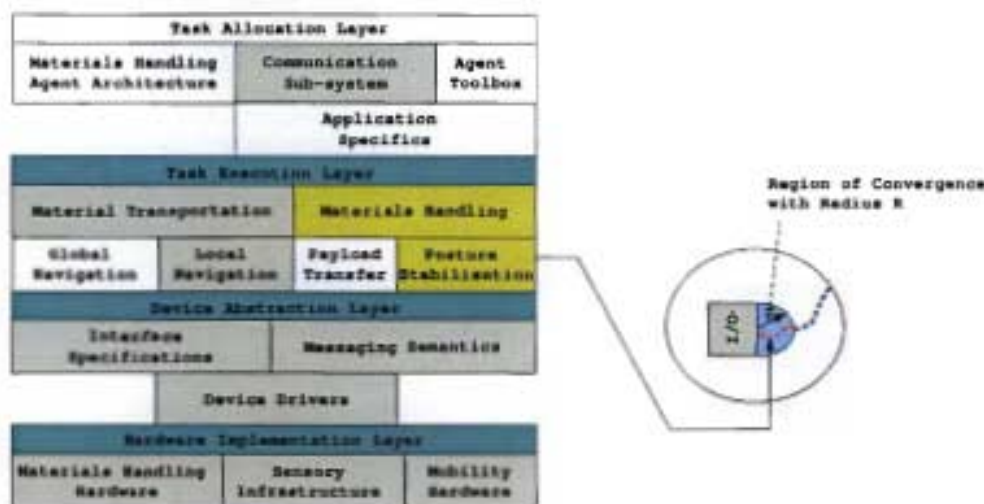 Task Allocation Layer
Materials Handling
Agent Architecture
Communication
Sub-system
Agent
Toolbox
Application
Specifics
Task Execution Layer
Material Transportation
Materials Handling
Global
Navigation
Local
Navigation
Payload
Transfer
Posture
Stabilisation
Device Abstraction Layer
Interface
Specifications
Messaging Semantics
Device Drivers
Hardware Implementation Layer
Materials Handling
Hardware
Sensory
Infrastructure
Mobility
Hardware
Region of Convergence
with Radius R
I/O